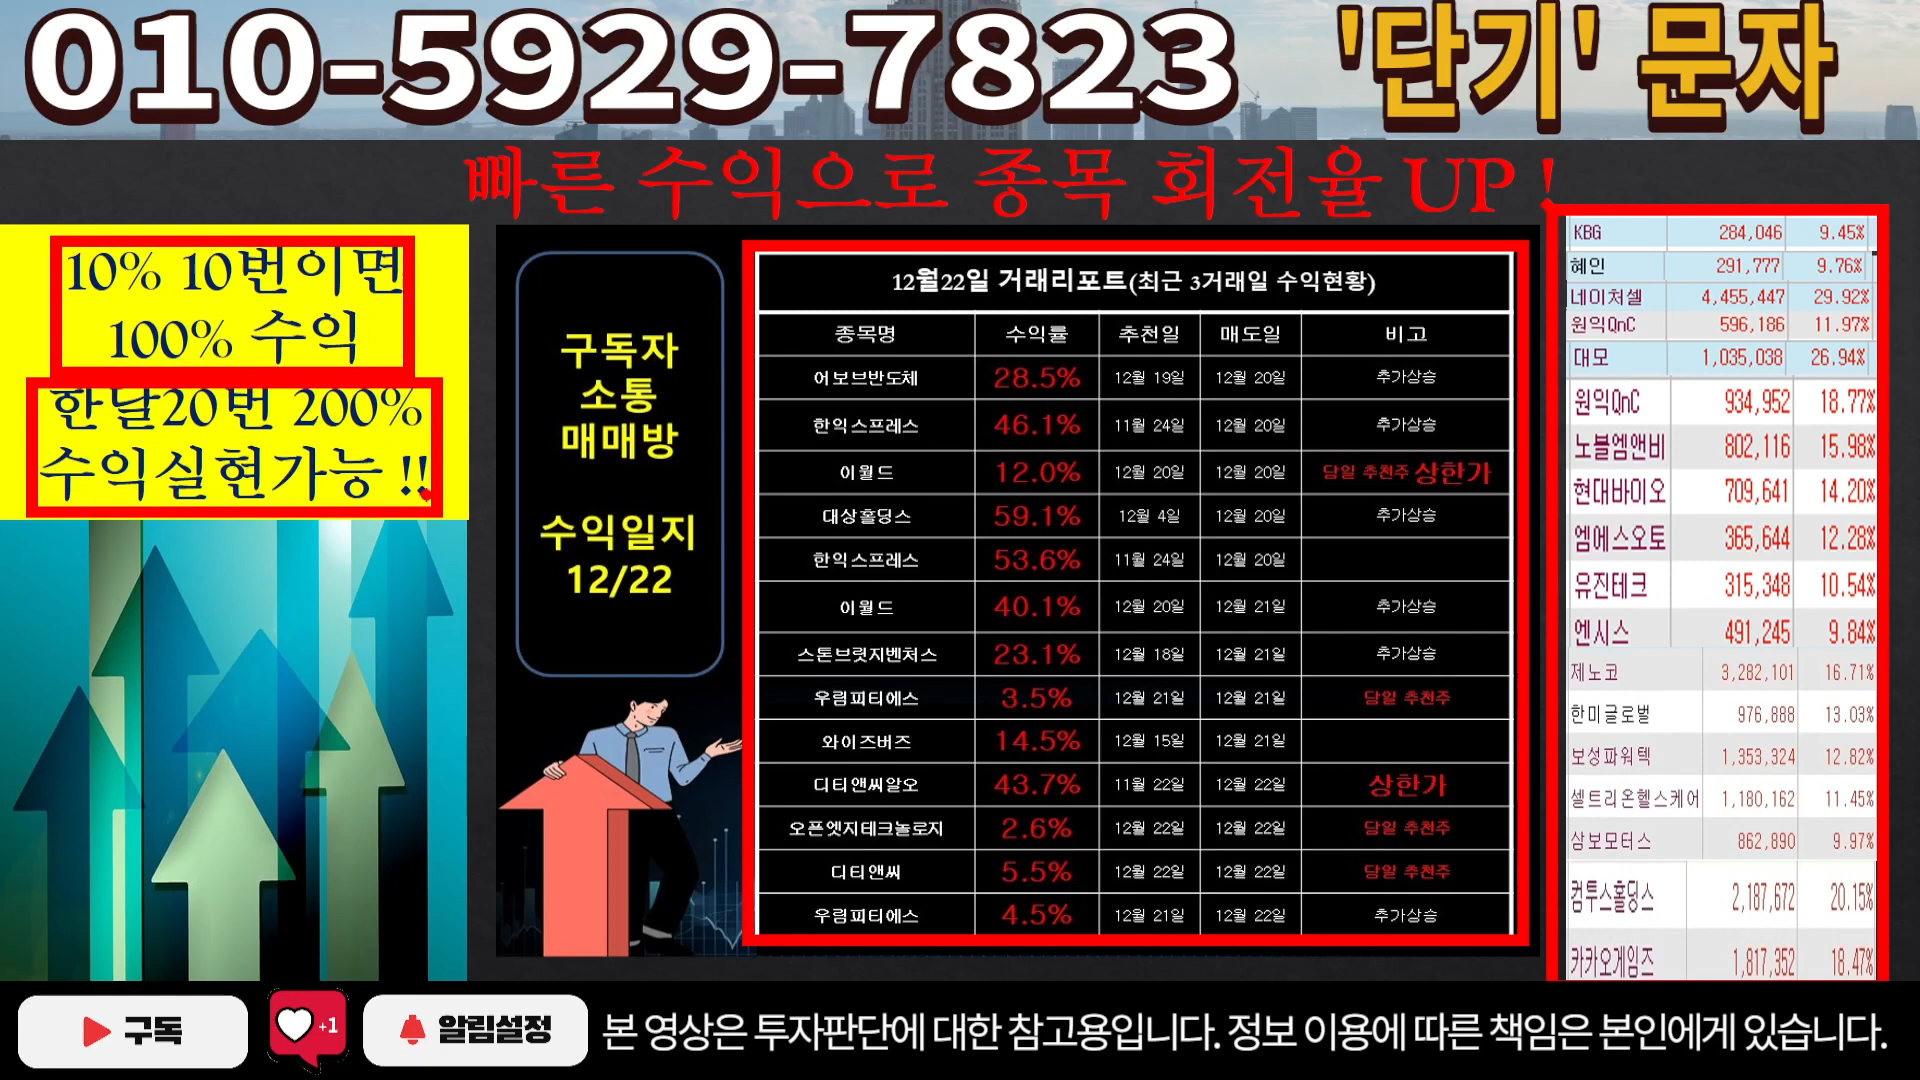 010-5929-7823 '단기' 문자
빠른 수익으로 종목 회전율 UP !
10% 10번이면
100% 수익
한달20번 200%
수익실현가능 !!
구독자
소통
매매방
수익일지
12/22
12월22일 거래리포트(최근 3거래일 수익현황)
종목명 수익률 추천일 매도일 비고
어보브반도체 28.5% 12월 19일 12월 20일 추가상승
한익스프레스 46.1% 11월 24일 12월 20일 추가상승
이월드 12.0% 12월 20일 12월 20일 당일 추천주 상한가
대상홀딩스 59.1% 12월 4일 12월 20일 추가상승
한익스프레스 53.6% 11월 24일 12월 20일
이월드 40.1% 12월 20일 12월 21일 추가상승
스톤브릿지벤처스 23.1% 12월 18일 12월 21일 추가상승
우림피티에스 3.5% 12월 21일 12월 21일 당일 추천주
와이즈버즈 14.5% 12월 15일 12월 21일
디티앤씨알오 43.7% 11월 22일 12월 22일 상한가
오픈엣지테크놀로지 2.6% 12월 22일 12월 22일 당일 추천주
디티앤씨 5.5% 12월 22일 12월 22일 당일 추천주
우림피티에스 4.5% 12월 21일 12월 22일 추가상승
KBG 284,046 9.45%
혜인 291,777 9.76%
네이처셀 4,455,447 29.92%
원익QnC 596,186 11.97%
대모 1,035,038 26.94%
원익QnC 934,952 18.77%
노블엠앤비 802,116 15.98%
현대바이오 709,641 14.20%
엠에스오토 365,644 12.28%
유진테크 315,348 10.54%
엔시스 491,245 9.84%
제노코 3,282,101 16.71%
한미글로벌 976,888 13.03%
보성파워텍 1,353,324 12.82%
셀트리온헬스케어 1,180,162 11.45%
삼보모터스 862,890 9.97%
컴투스홀딩스 2,187,672 20.15%
카카오게임즈 1,817,352 18.47%
구독
+1
알림설정
본 영상은 투자판단에 대한 참고용입니다. 정보 이용에 따른 책임은 본인에게 있습니다.